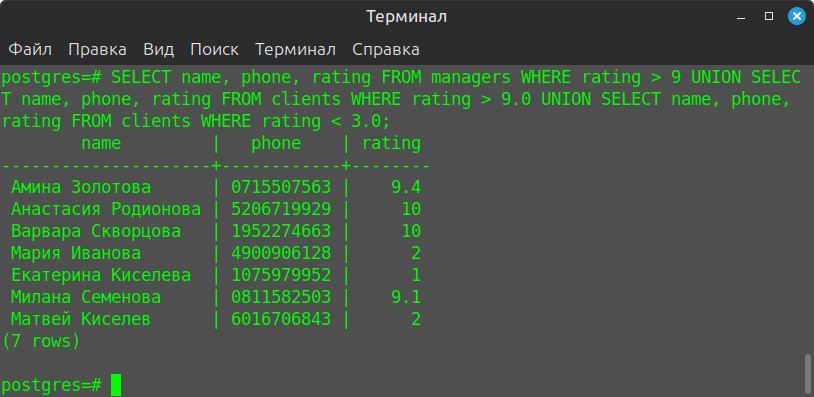 Терминал
Файл Правка Вид Поиск Терминал Справка
postgres=# SELECT name, phone, rating FROM managers WHERE rating > 9 UNION SELEC
T name, phone, rating FROM clients WHERE rating > 9.0 UNION SELECT name, phone,
rating FROM clients WHERE rating < 3.0;
        name         |   phone    | rating
---------------------+------------+--------
 Амина Золотова      | 0715507563 |    9.4
 Анастасия Родионова | 5206719929 |     10
 Варвара Скворцова   | 1952274663 |     10
 Мария Иванова       | 4900906128 |      2
 Екатерина Киселева  | 1075979952 |      1
 Милана Семенова     | 0811582503 |    9.1
 Матвей Киселев      | 6016706843 |      2
(7 rows)
postgres=#